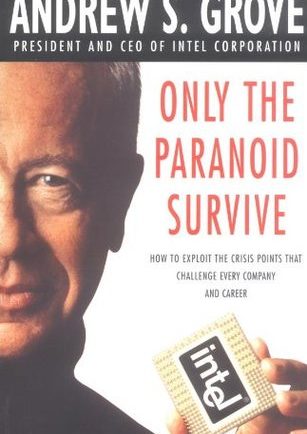 ANDREW S. GROVE
PRESIDENT AND CEO OF INTEL CORPORATION
ONLY THE
PARANOID
SURVIVE
HOW TO EXPLOIT THE CRISIS POINTS THAT
CHALLENGE EVERY COMPANY
AND CAREER
intel